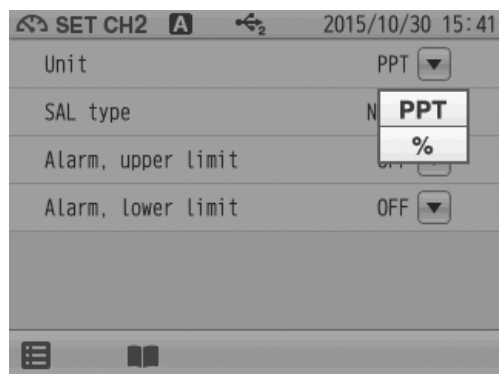 SET CH2 A 2 2015/10/30 15:41
Unit PPT
SAL type N
PPT
%
Alarm, upper limit
Alarm, lower limit OFF